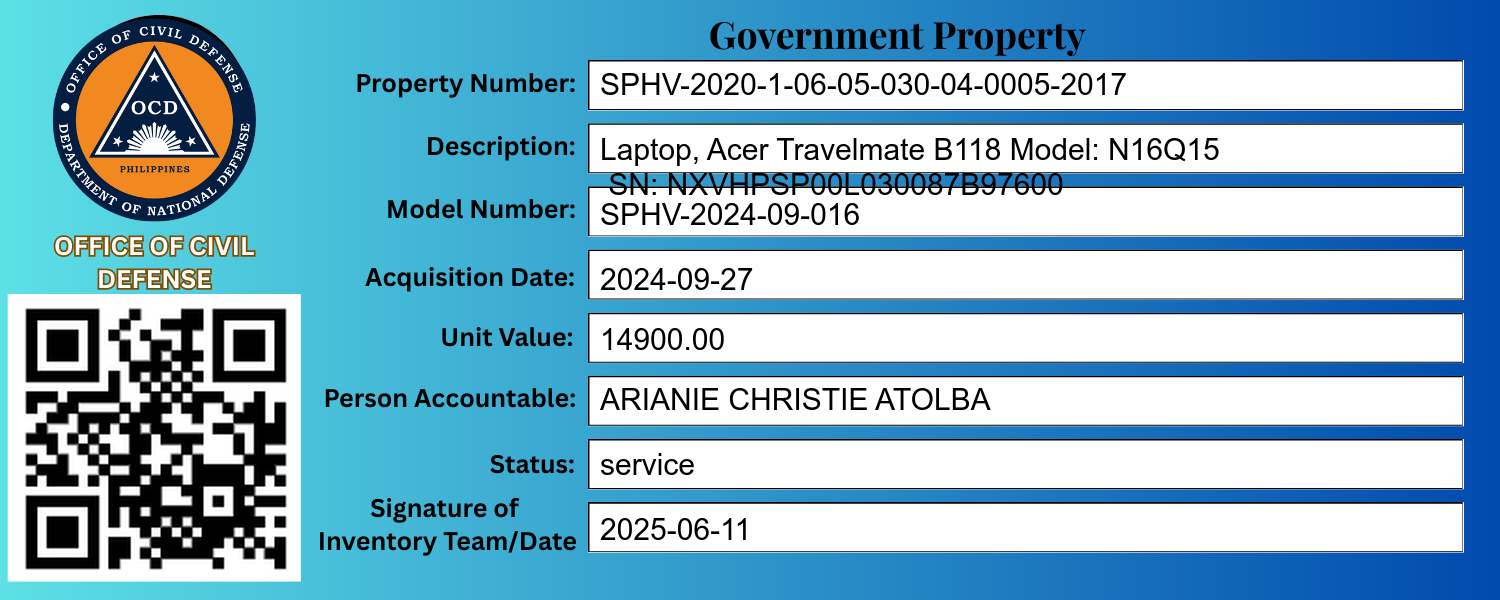 OFFICE OF CIVIL DEFENSE
OCD
PHILIPPINES
DEPARTMENT OF NATIONAL DEFENSE
OFFICE OF CIVIL
DEFENSE
Government Property
Property Number: SPHV-2020-1-06-05-030-04-0005-2017
Description: Laptop, Acer Travelmate B118 Model: N16Q15
SN: NXVHPSP00L030087B97600
Model Number: SPHV-2024-09-016
Acquisition Date: 2024-09-27
Unit Value: 14900.00
Person Accountable: ARIANIE CHRISTIE ATOLBA
Status: service
Signature of
Inventory Team/Date 2025-06-11